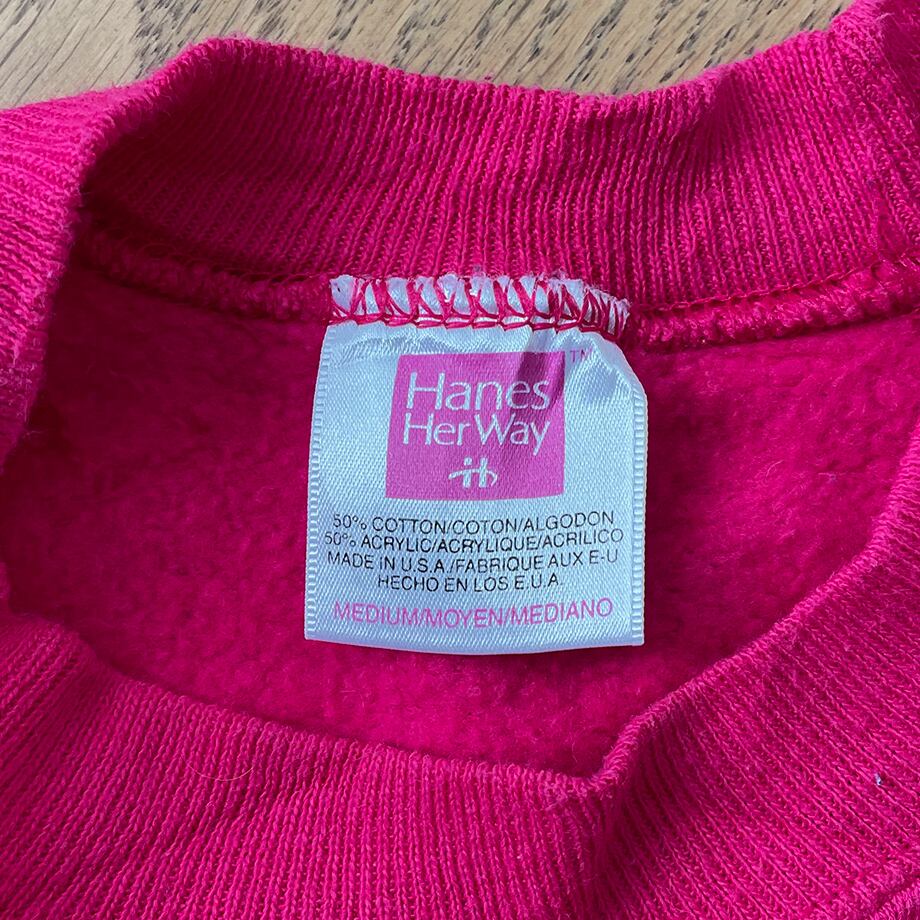 Hanes
Her Way
TM
50% COTTON/COTON/ALGODON
50% ACRYLIC/ACRYLIQUE/ACRILICO
MADE IN U.S.A./FABRIQUE AUX E-U
HECHO EN LOS E.U.A.
MEDIUM/MOYEN/MEDIANO